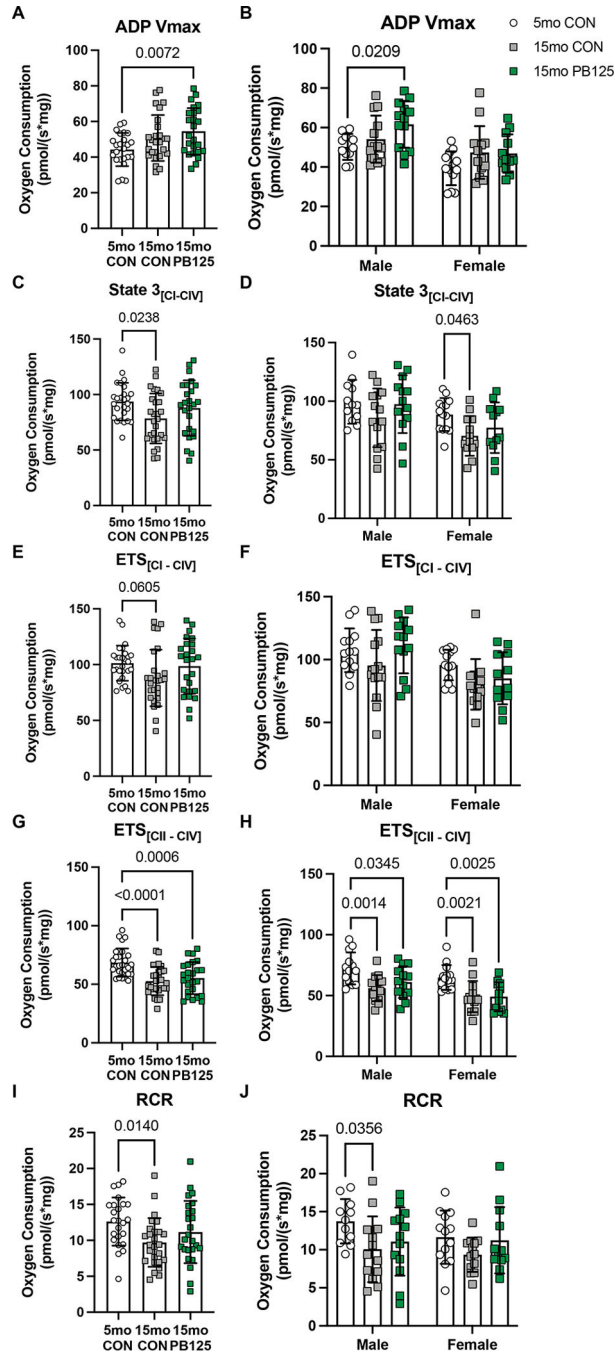 A
ADP Vmax
0.0072
Oxygen Consumption
(pmol/(s*mg))
100
80
60
40
20
0
5mo 15mo 15mo
CON CON PB125
B
ADP Vmax
0.0209
Oxygen Consumption
(pmol/(s*mg))
100
80
60
40
20
0
Male Female
5mo CON
15mo CON
15mo PB125
C
State 3[CI-CIV]
0.0238
Oxygen Consumption
(pmol/(s*mg))
150
100
50
0
5mo 15mo 15mo
CON CON PB125
D
State 3[CI-CIV]
0.0463
Oxygen Consumption
(pmol/(s*mg))
150
100
50
0
Male Female
E
ETS[CI - CIV]
0.0605
Oxygen Consumption
(pmol/(s*mg))
150
100
50
0
5mo 15mo 15mo
CON CON PB125
F
ETS[CI - CIV]
Oxygen Consumption
(pmol/(s*mg))
150
100
50
0
Male Female
G
ETS[CII - CIV]
0.0006
<0.0001
Oxygen Consumption
(pmol/(s*mg))
150
100
50
0
5mo 15mo 15mo
CON CON PB125
H
ETS[CII - CIV]
0.0345 0.0025
0.0014 0.0021
Oxygen Consumption
(pmol/(s*mg))
150
100
50
0
Male Female
I
RCR
0.0140
Oxygen Consumption
(pmol/(s*mg))
25
20
15
10
5
0
5mo 15mo 15mo
CON CON PB125
J
RCR
0.0356
Oxygen Consumption
(pmol/(s*mg))
25
20
15
10
5
0
Male Female